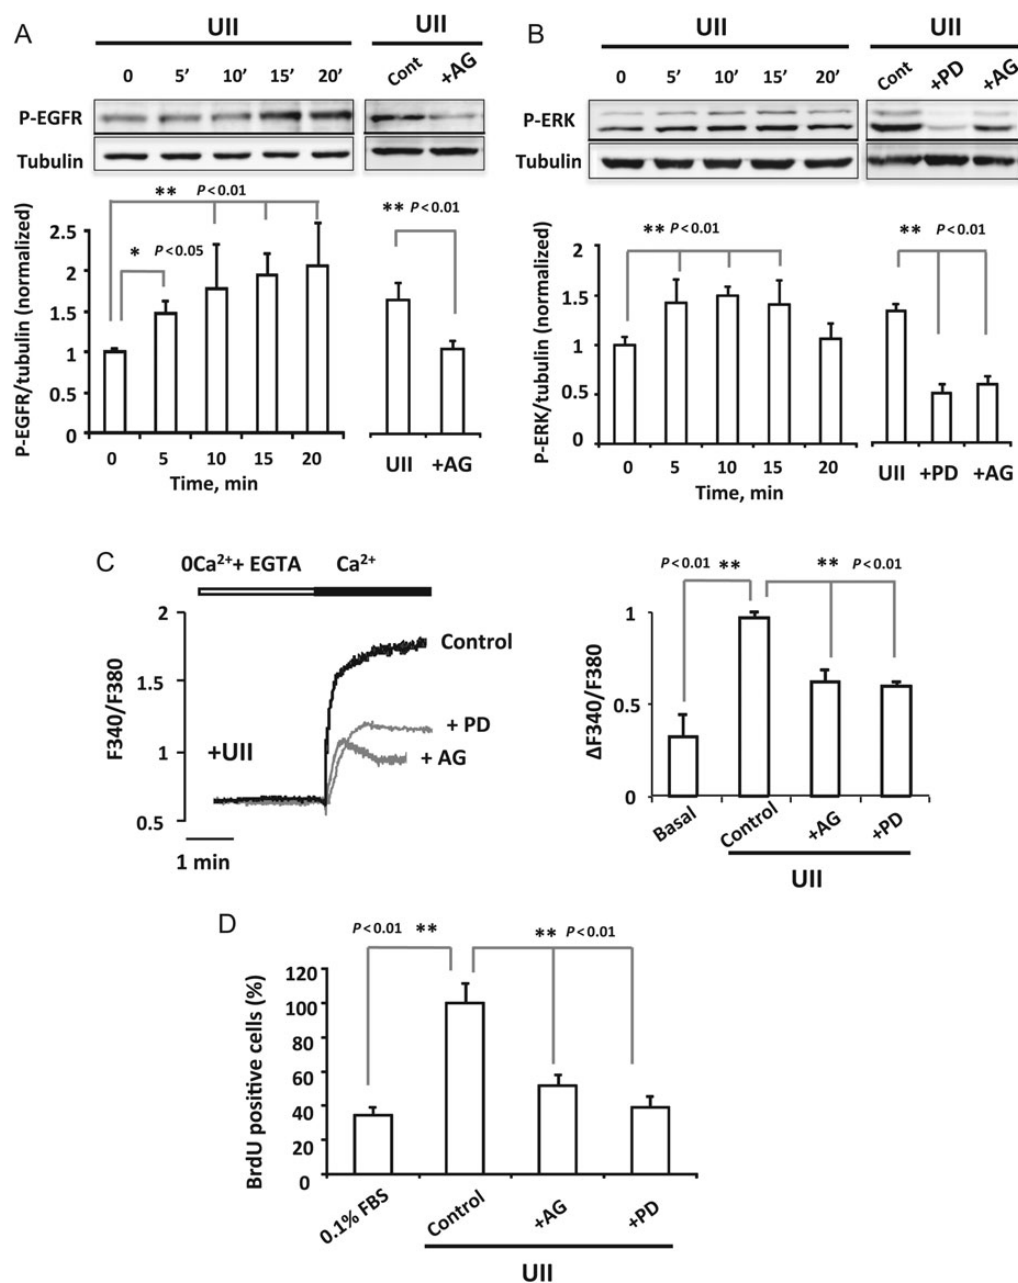 A
UII
UII
0 5’ 10’ 15’ 20’
Cont +AG
P-EGFR
Tubulin
** P < 0.01
* P < 0.05
** P < 0.01
P-EGFR/tubulin (normalized)
2.5
2
1.5
1
0.5
0
0 5 10 15 20
Time, min
UII +AG
B
UII
UII
0 5’ 10’ 15’ 20’
Cont +PD +AG
P-ERK
Tubulin
** P < 0.01
** P < 0.01
P-ERK/tubulin (normalized)
2
1.5
1
0.5
0
0 5 10 15 20
Time, min
UII +PD +AG
C
0Ca²⁺+ EGTA Ca²⁺
F340/F380
2
1.5
1
0.5
Control
+ PD
+ AG
+UII
1 min
P < 0.01 ** ** P < 0.01
ΔF340/F380
1
0.5
0
Basal Control +AG +PD
UII
D
P < 0.01 ** ** P < 0.01
BrdU positive cells (%)
120
100
80
60
40
20
0
0.1% FBS Control +AG +PD
UII